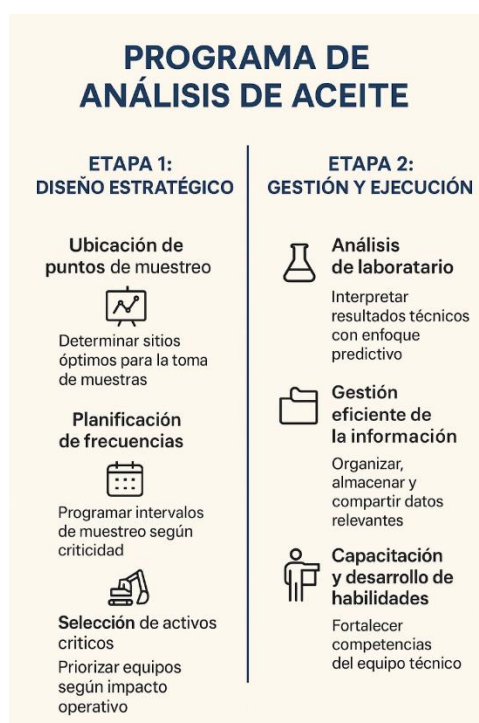 PROGRAMA DE
ANÁLISIS DE ACEITE
ETAPA 1:
DISEÑO ESTRATÉGICO
Ubicación de
puntos de muestreo
Determinar sitios
óptimos para la toma
de muestras
Planificación
de frecuencias
Programar intervalos
de muestreo según
criticidad
Selección de activos
criticos
Priorizar equipos
según impacto
operativo
ETAPA 2:
GESTIÓN Y EJECUCIÓN
Análisis
de laboratario
Interpretar
resultados técnicos
con enfoque
predictivo
Gestión
eficiente de
la información
Organizar,
almacenar y
compartir datos
relevantes
Capacitación
y desarrollo de
habilidades
Fortalecer
competencias
del equipo técnico